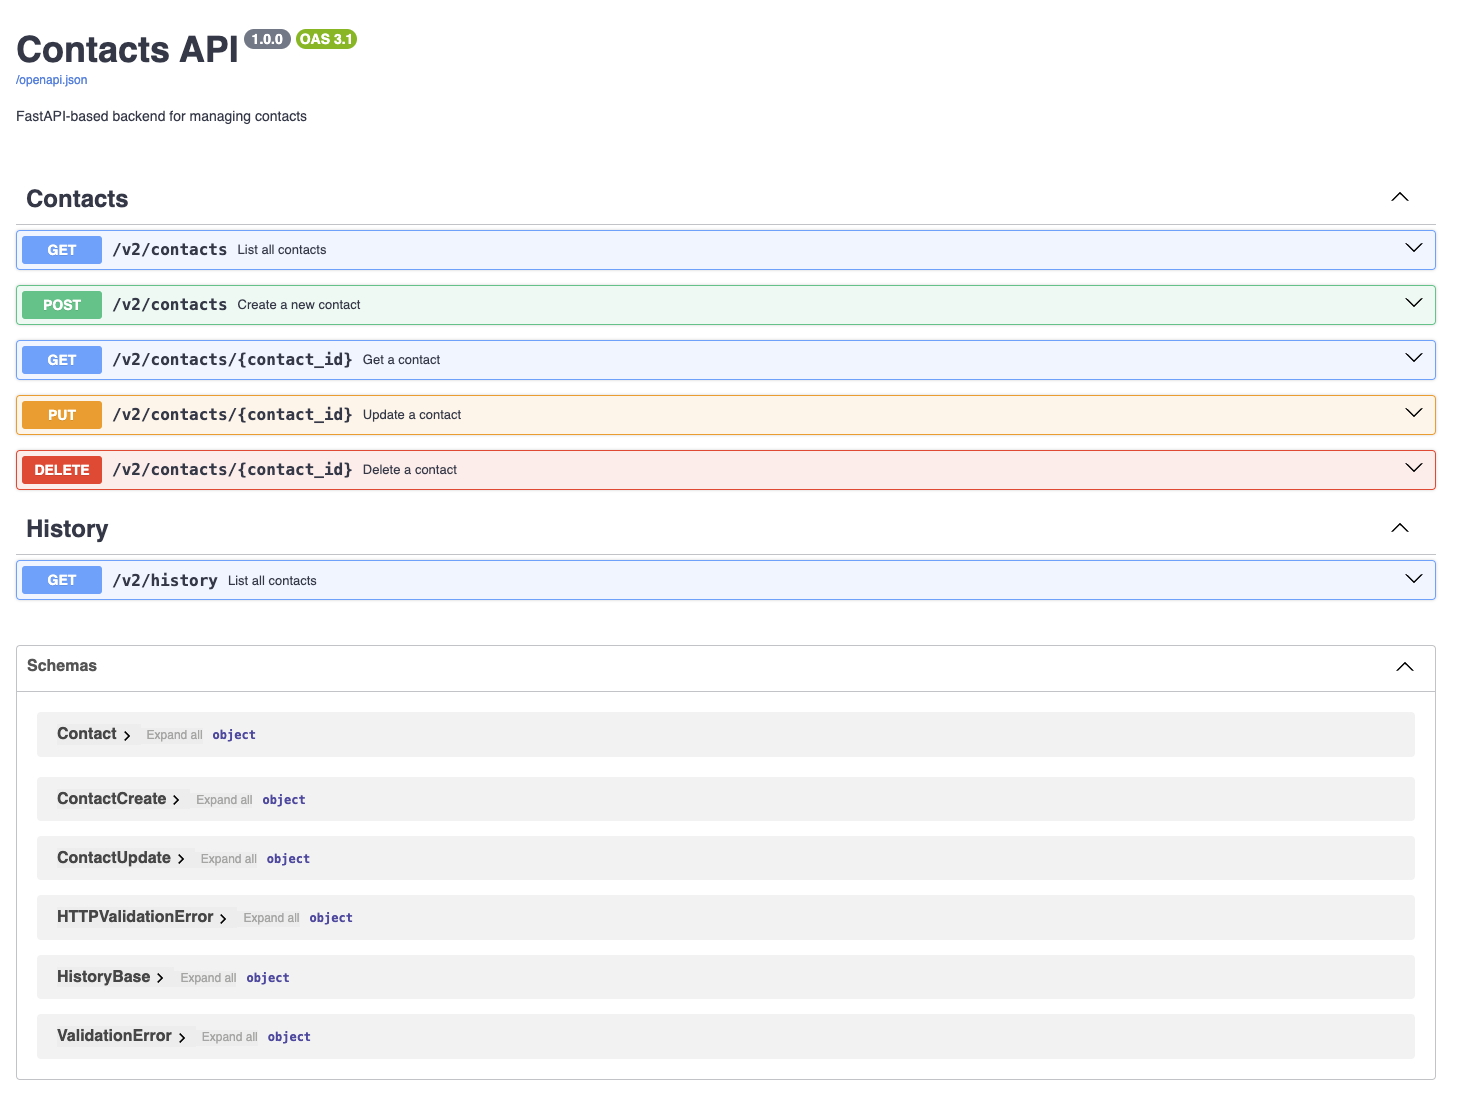 Contacts API 1.0.0 OAS 3.1
/openapi.json
FastAPI-based backend for managing contacts
Contacts
GET /v2/contacts List all contacts
POST /v2/contacts Create a new contact
GET /v2/contacts/{contact_id} Get a contact
PUT /v2/contacts/{contact_id} Update a contact
DELETE /v2/contacts/{contact_id} Delete a contact
History
GET /v2/history List all contacts
Schemas
Contact Expand all object
ContactCreate Expand all object
ContactUpdate Expand all object
HTTPValidationError Expand all object
HistoryBase Expand all object
ValidationError Expand all object